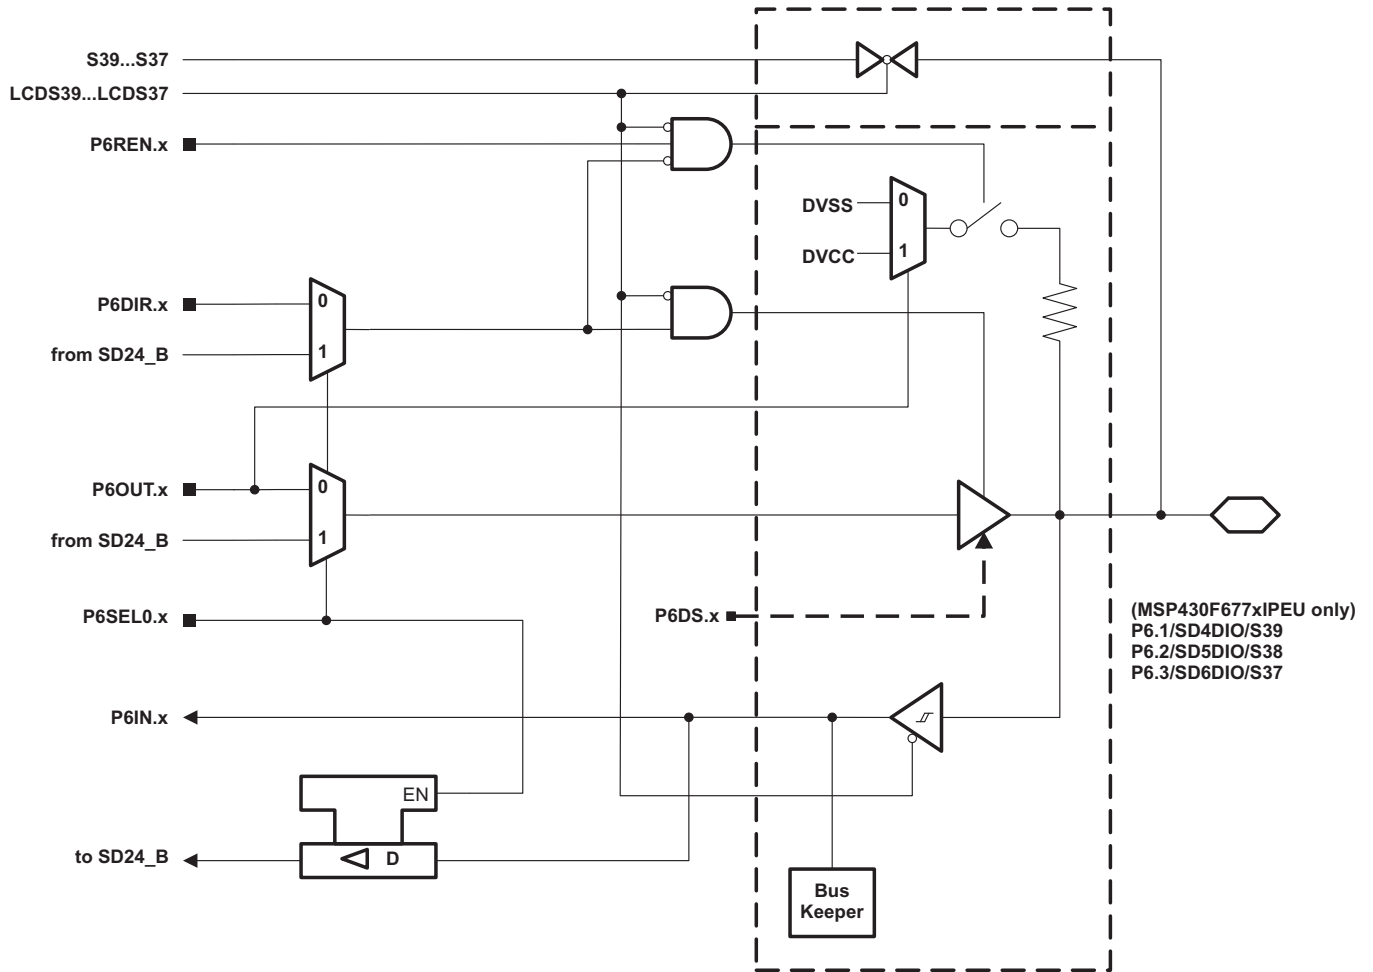 S39...S37
LCDS39...LCDS37
P6REN.x
DVSS
0
DVCC
1
P6DIR.x
0
from SD24_B
1
P6OUT.x
0
from SD24_B
1
P6SEL0.x
P6DS.x
(MSP430F677xIPEU only)
P6.1/SD4DIO/S39
P6.2/SD5DIO/S38
P6.3/SD6DIO/S37
P6IN.x
EN
to SD24_B
D
Bus
Keeper